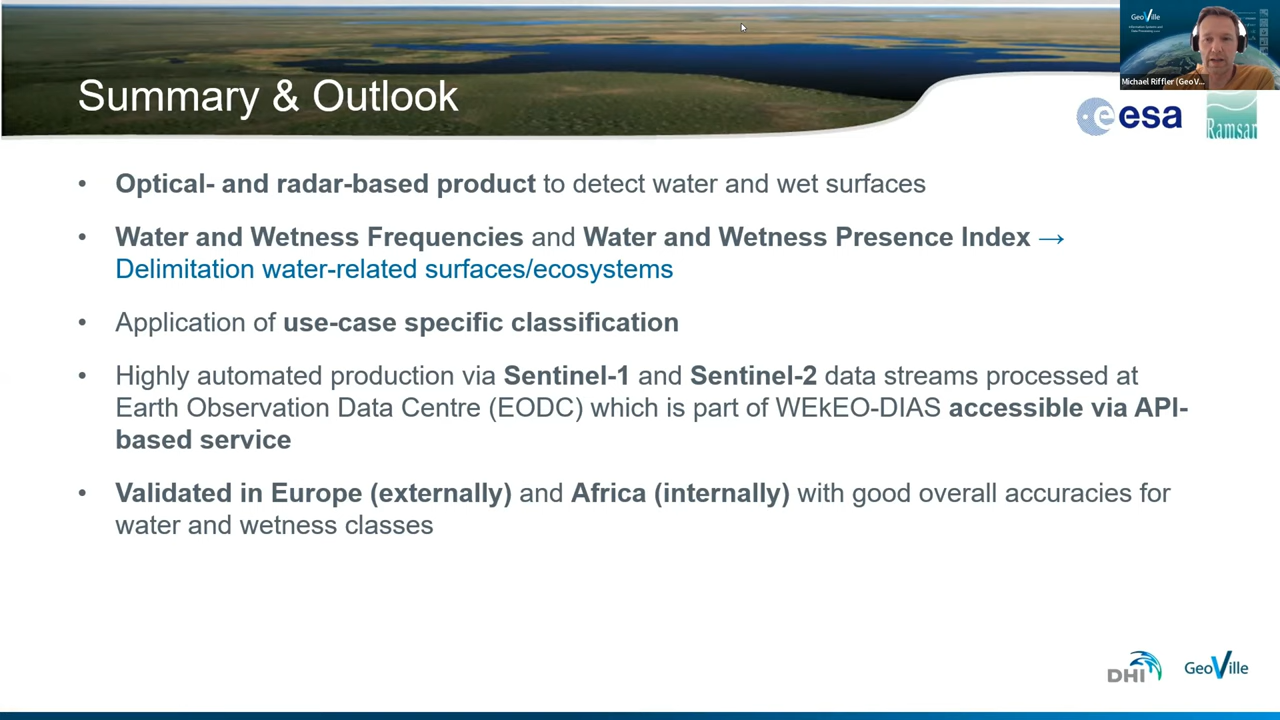 GeoVille
Michael Riffler (GeoV...
Summary & Outlook
esa
Ramsar
• Optical- and radar-based product to detect water and wet surfaces
• Water and Wetness Frequencies and Water and Wetness Presence Index →
Delimitation water-related surfaces/ecosystems
• Application of use-case specific classification
• Highly automated production via Sentinel-1 and Sentinel-2 data streams processed at
Earth Observation Data Centre (EODC) which is part of WEkEO-DIAS accessible via API-
based service
• Validated in Europe (externally) and Africa (internally) with good overall accuracies for
water and wetness classes
DHI
GeoVille